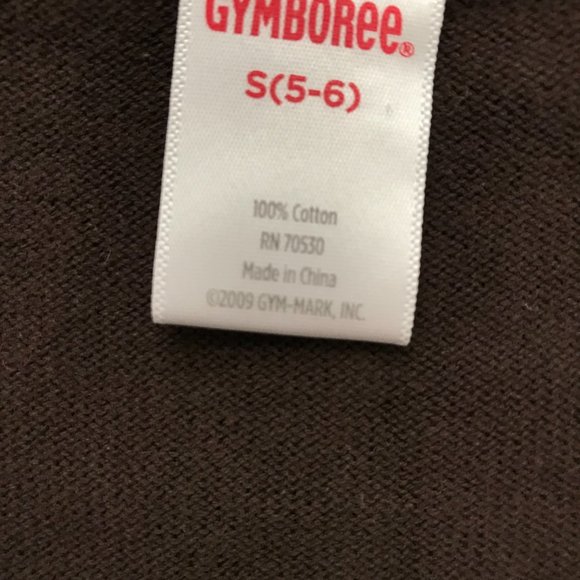 GYMBOREE®
S(5-6)
100% Cotton
RN 70530
Made in China
©2009 GYM-MARK, INC.